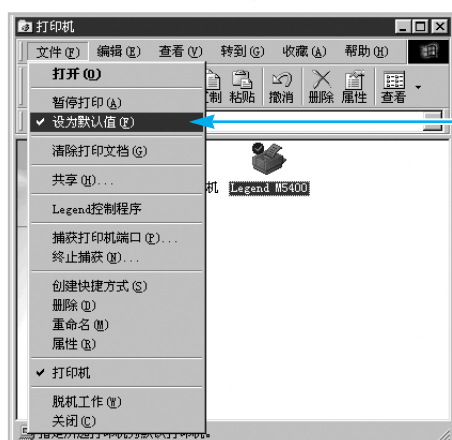 打印机
文件(F) 编辑(E) 查看(V) 转到(G) 收藏(A) 帮助(H)
制 粘贴 撤消 删除 属性 查看
打开(O)
暂停打印(A)
✓ 设为默认值(F)
清除打印文档(G)
共享(H)...
机 Legend M5400
Legend控制程序
捕获打印机端口(P)...
终止捕获(N)...
创建快捷方式(S)
删除(D)
重命名(M)
属性(R)
✓ 打印机
脱机工作(W)
关闭(C)